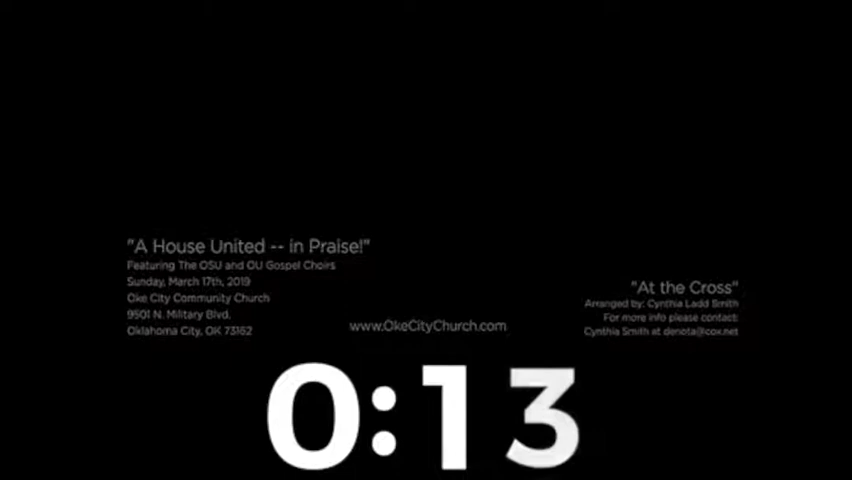 "A House United -- in Praise!"
Featuring The OSU and OU Gospel Choirs
Sunday, March 17th, 2019
Oke City Community Church
9501 N. Military Blvd.
Oklahoma City, OK 73162
www.OkeCityChurch.com
"At the Cross"
Arranged by: Cynthia Ladd Smith
For more info please contact:
Cynthia Smith at denota@cox.net
0:13